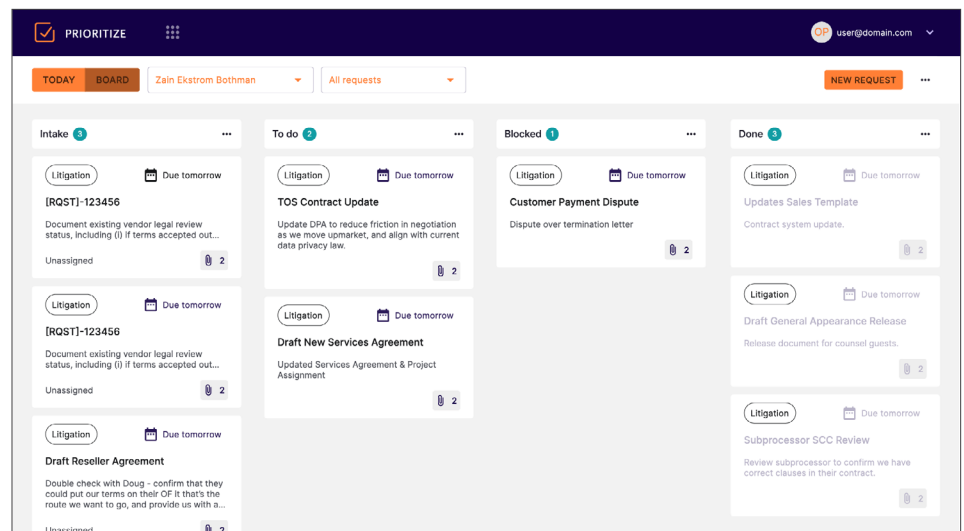 PRIORITIZE
OP user@domain.com
TODAY BOARD Zain Ekstrom Bothman All requests NEW REQUEST
Intake 3
Litigation Due tomorrow
[RQST]-123456
Document existing vendor legal review
status, including (i) if terms accepted out...
Unassigned 2
Litigation Due tomorrow
[RQST]-123456
Document existing vendor legal review
status, including (i) if terms accepted out...
Unassigned 2
Litigation Due tomorrow
Draft Reseller Agreement
Double check with Doug - confirm that they
could put our terms on their OF it that's the
route we want to go, and provide us with a...
Unassigned 2
To do 2
Litigation Due tomorrow
TOS Contract Update
Update DPA to reduce friction in negotiation
as we move upmarket, and align with current
data privacy law.
2
Litigation Due tomorrow
Draft New Services Agreement
Updated Services Agreement & Project
Assignment
2
Blocked 1
Litigation Due tomorrow
Customer Payment Dispute
Dispute over termination letter
2
Done 3
Litigation Due tomorrow
Updates Sales Template
Contract system update.
2
Litigation Due tomorrow
Draft General Appearance Release
Release document for counsel guests.
2
Litigation Due tomorrow
Subprocessor SCC Review
Review subprocessor to confirm we have
correct clauses in their contract.
2